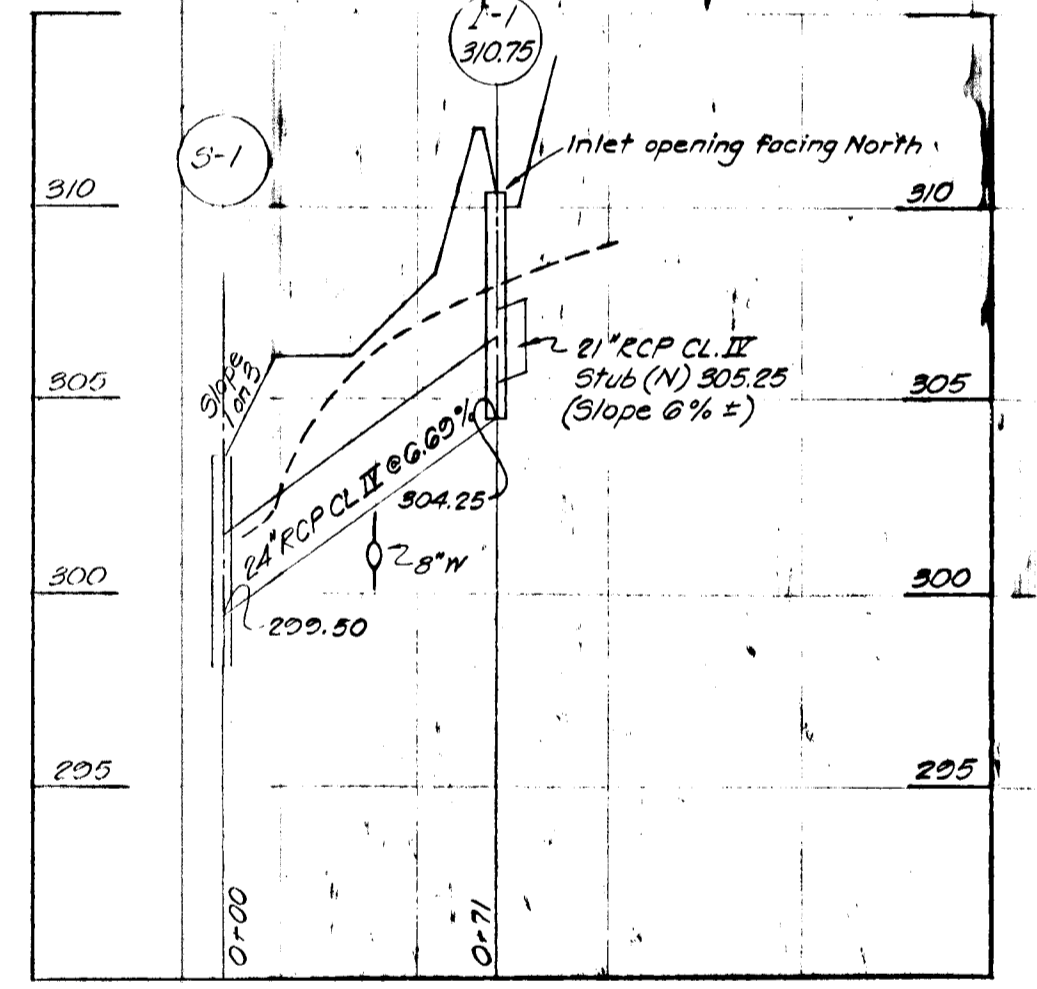 I-1
310.75
S-1
Inlet opening facing North
310
310
Slope
1 on 3
21" RCP CL. IV
Stub (N) 305.25
(Slope 6% ±)
305
305
24" RCP CL IV @ 6.69%
304.25
8" W
300
300
299.50
295
295
0+00
0+71